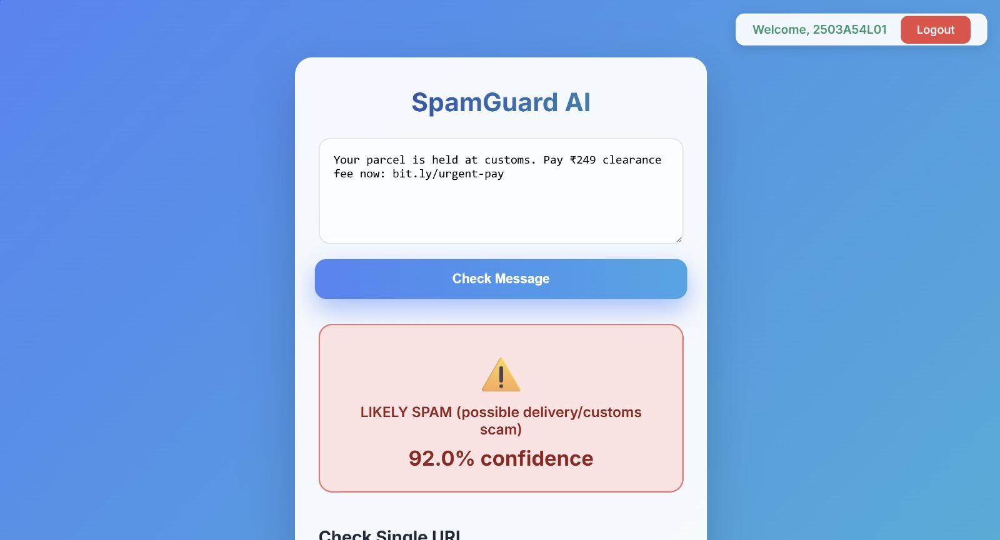 Welcome, 2503A54L01
Logout
SpamGuard AI
Your parcel is held at customs. Pay ₹249 clearance
fee now: bit.ly/urgent-pay
Check Message
LIKELY SPAM (possible delivery/customs
scam)
92.0% confidence
Check Single URL